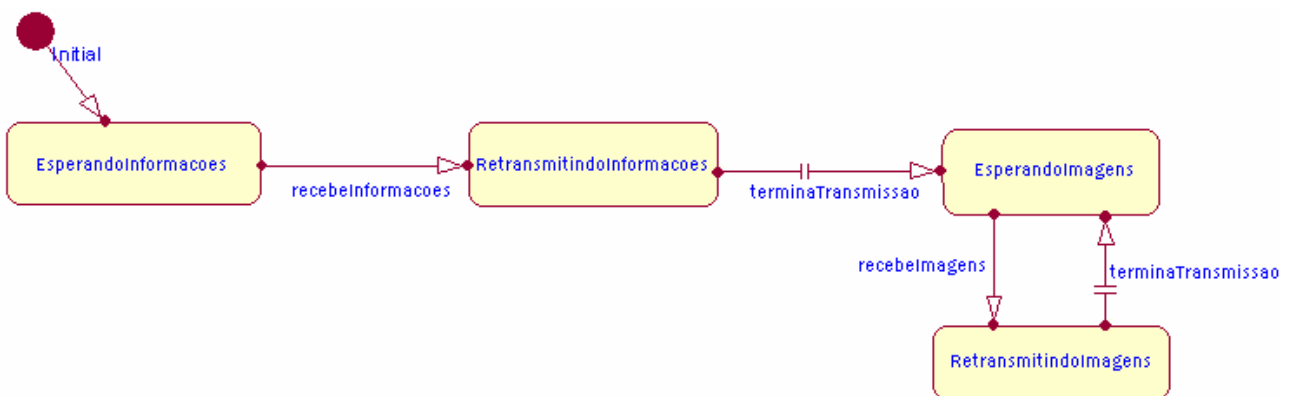 Initial
EsperandoInformacoes
recebeInformacoes
RetransmitindoInformacoes
terminaTransmissao
EsperandoImagens
recebeImagens
terminaTransmissao
RetransmitindoImagens